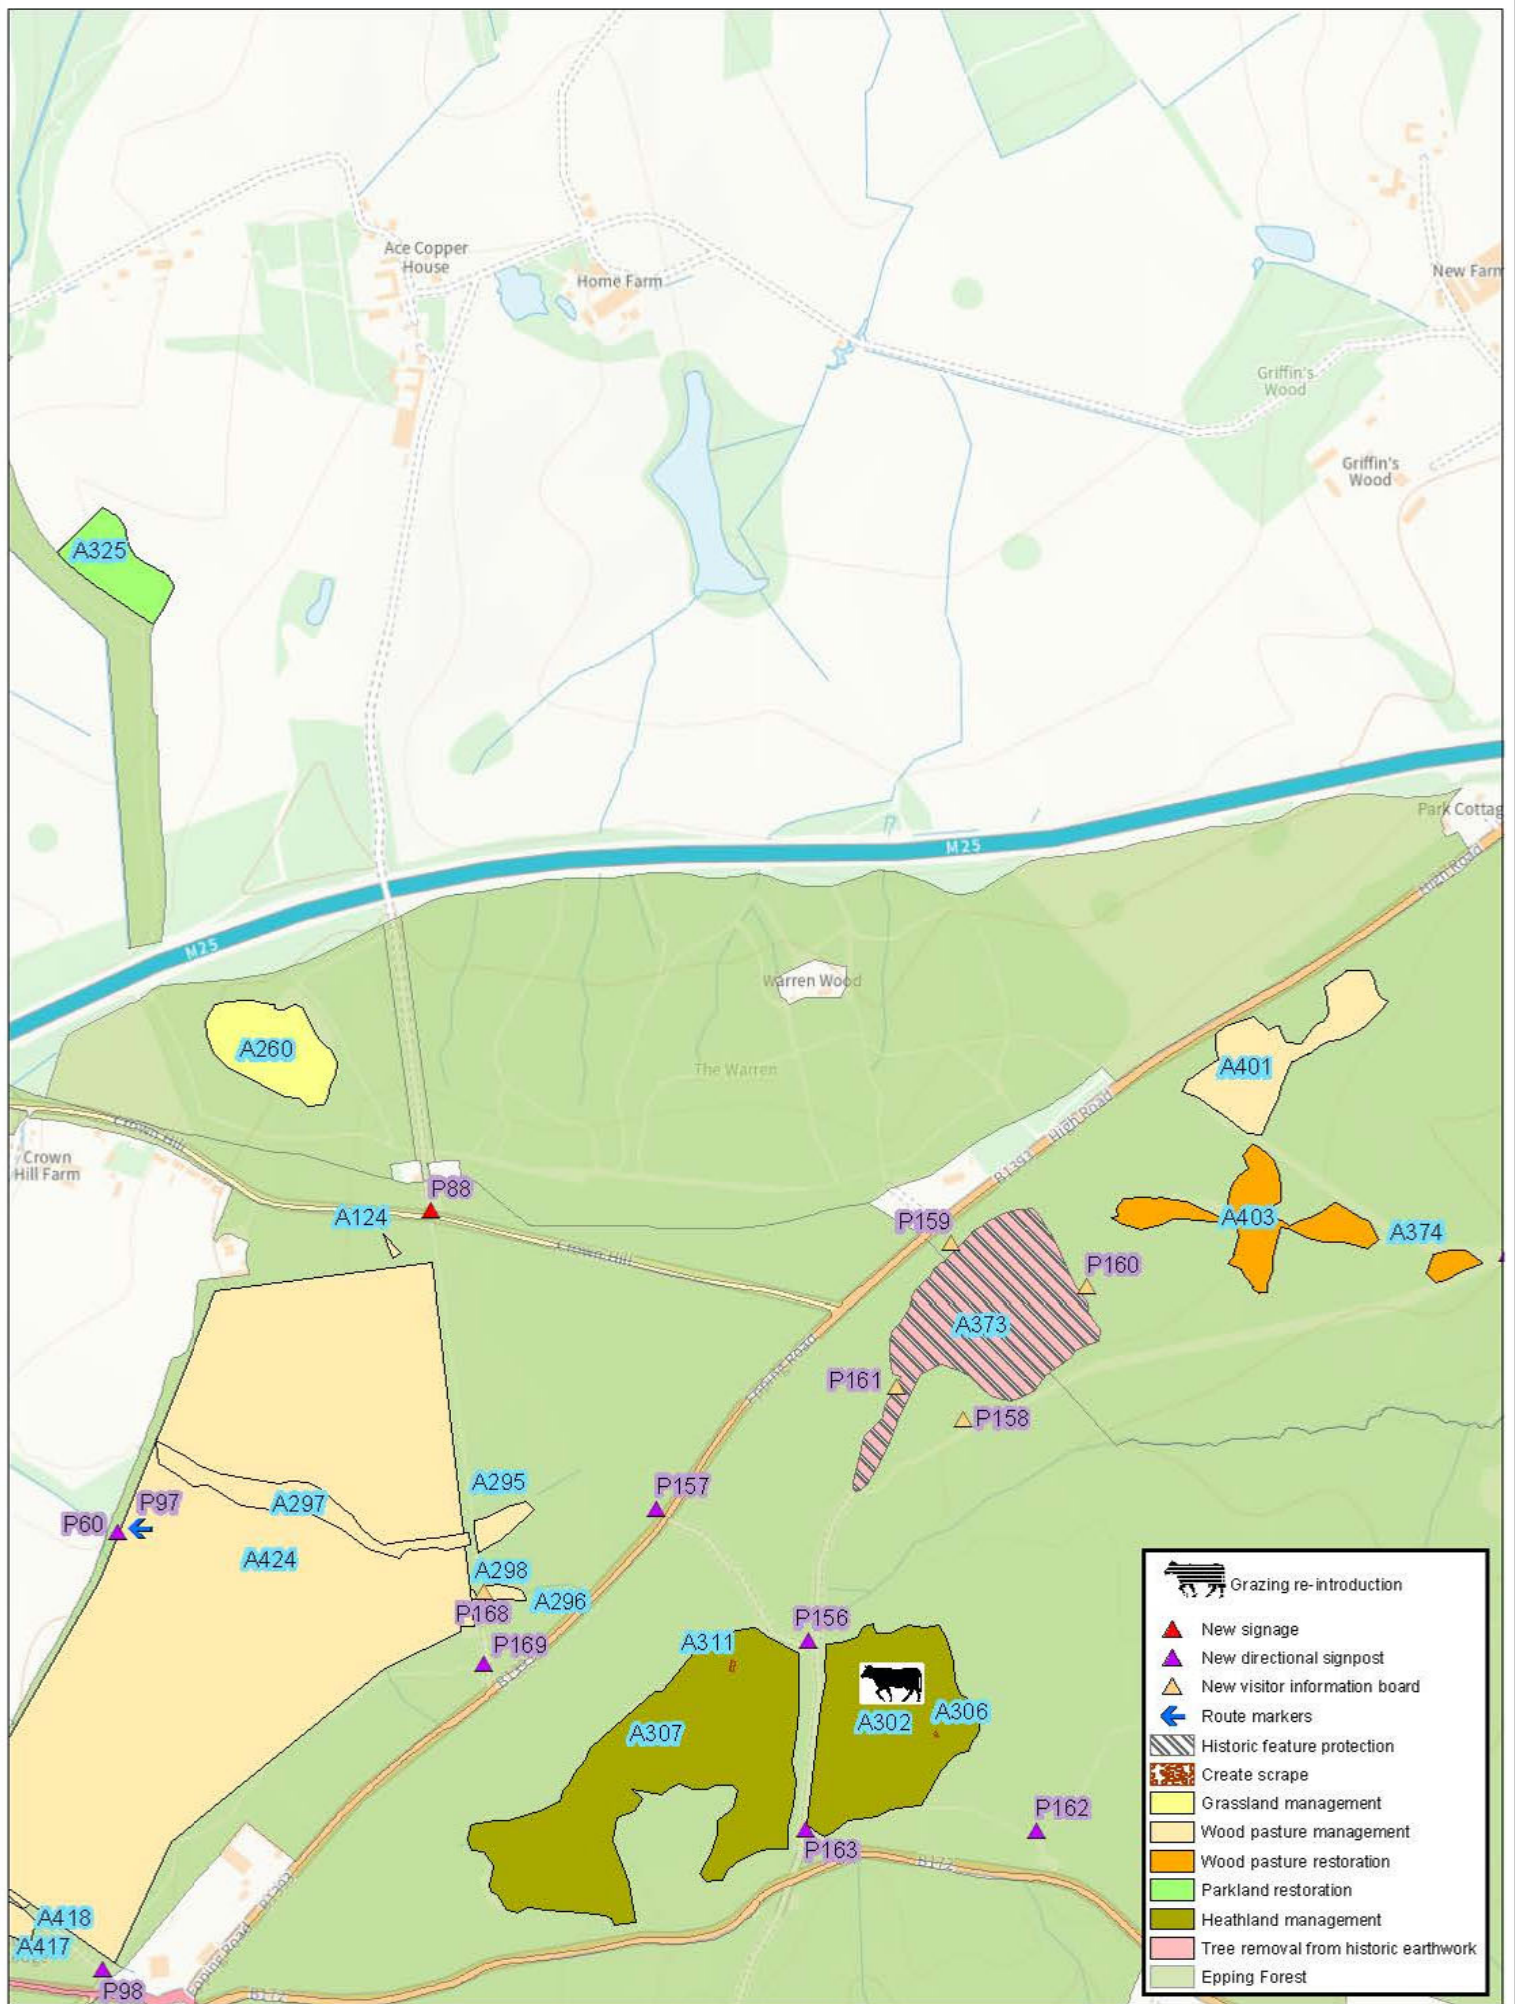 Ace Copper
House
Home Farm
New Farm
Griffin's
Wood
Griffin's
Wood
A325
Park Cottag
M25
High Road
M25
Warren Wood
A260
The Warren
A401
Crown Hill
High Road
Crown
Hill Farm
B1393
P88
A124
P159
A403
A374
Crown Hill
P160
A373
Epping Road
P161
P158
A295
P157
P97
A297
P60
A424
A298
A296
P168
P156
P169
A311
B1393
A302
A306
A307
P162
P163
B172
B1393
A418
A417
Epping Road
P98
B172
Grazing re-introduction
New signage
New directional signpost
New visitor information board
Route markers
Historic feature protection
Create scrape
Grassland management
Wood pasture management
Wood pasture restoration
Parkland restoration
Heathland management
Tree removal from historic earthwork
Epping Forest